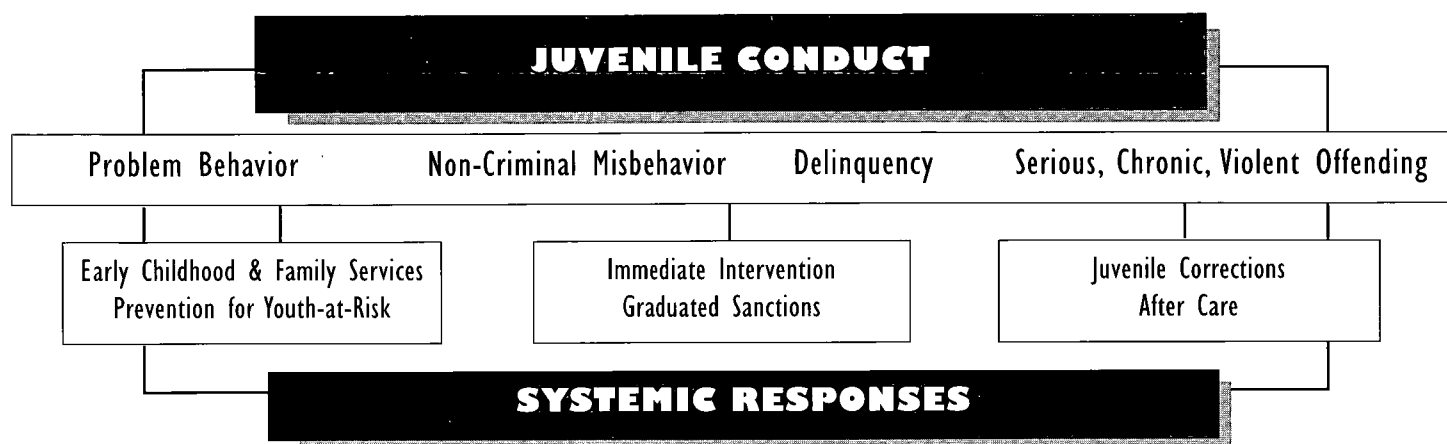 JUVENILE CONDUCT
Problem Behavior Non-Criminal Misbehavior Delinquency Serious, Chronic, Violent Offending
Early Childhood & Family Services
Prevention for Youth-at-Risk
Immediate Intervention
Graduated Sanctions
Juvenile Corrections
After Care
SYSTEMIC RESPONSES